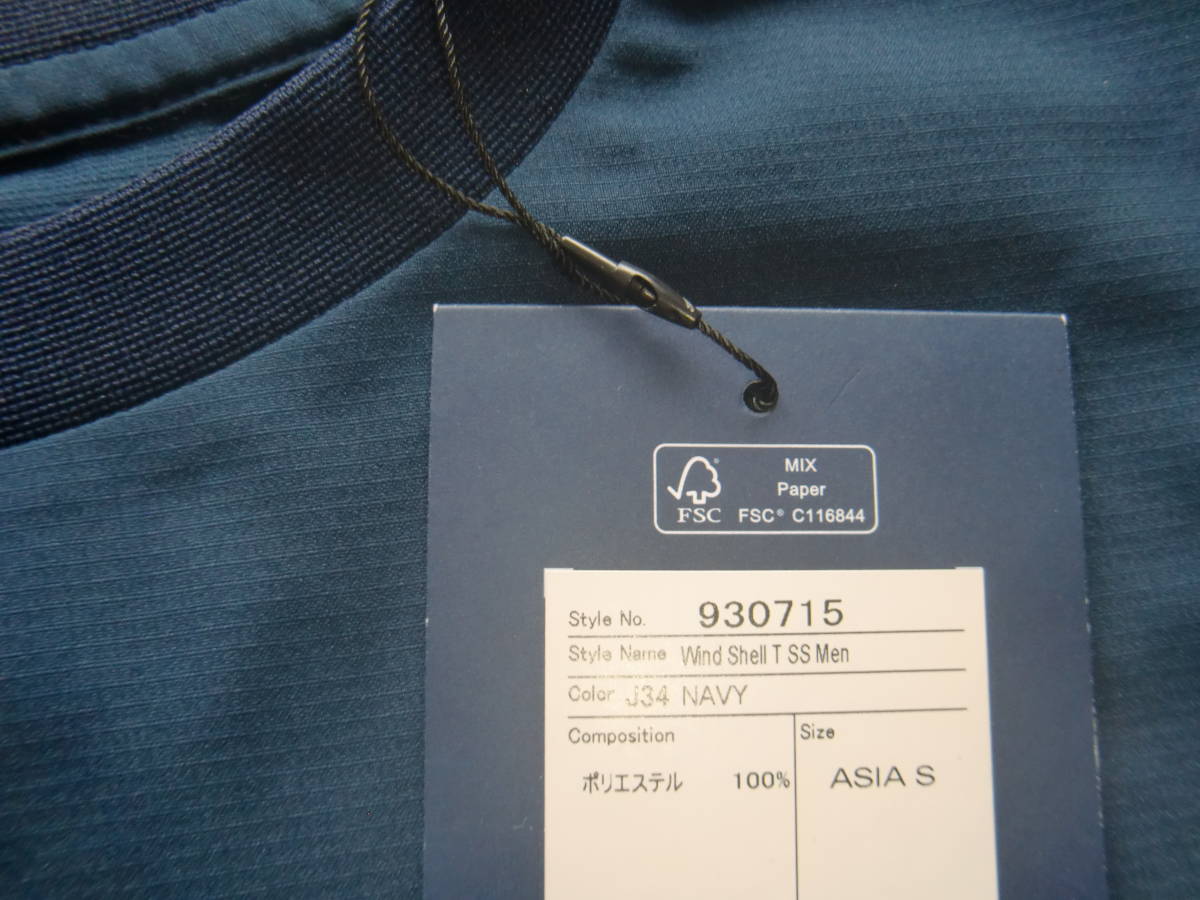 MIX
Paper
FSC® FSC® C116844
Style No. 930715
Style Name Wind Shell T SS Men
Color J34 NAVY
Composition Size
ポリエステル 100% ASIA S